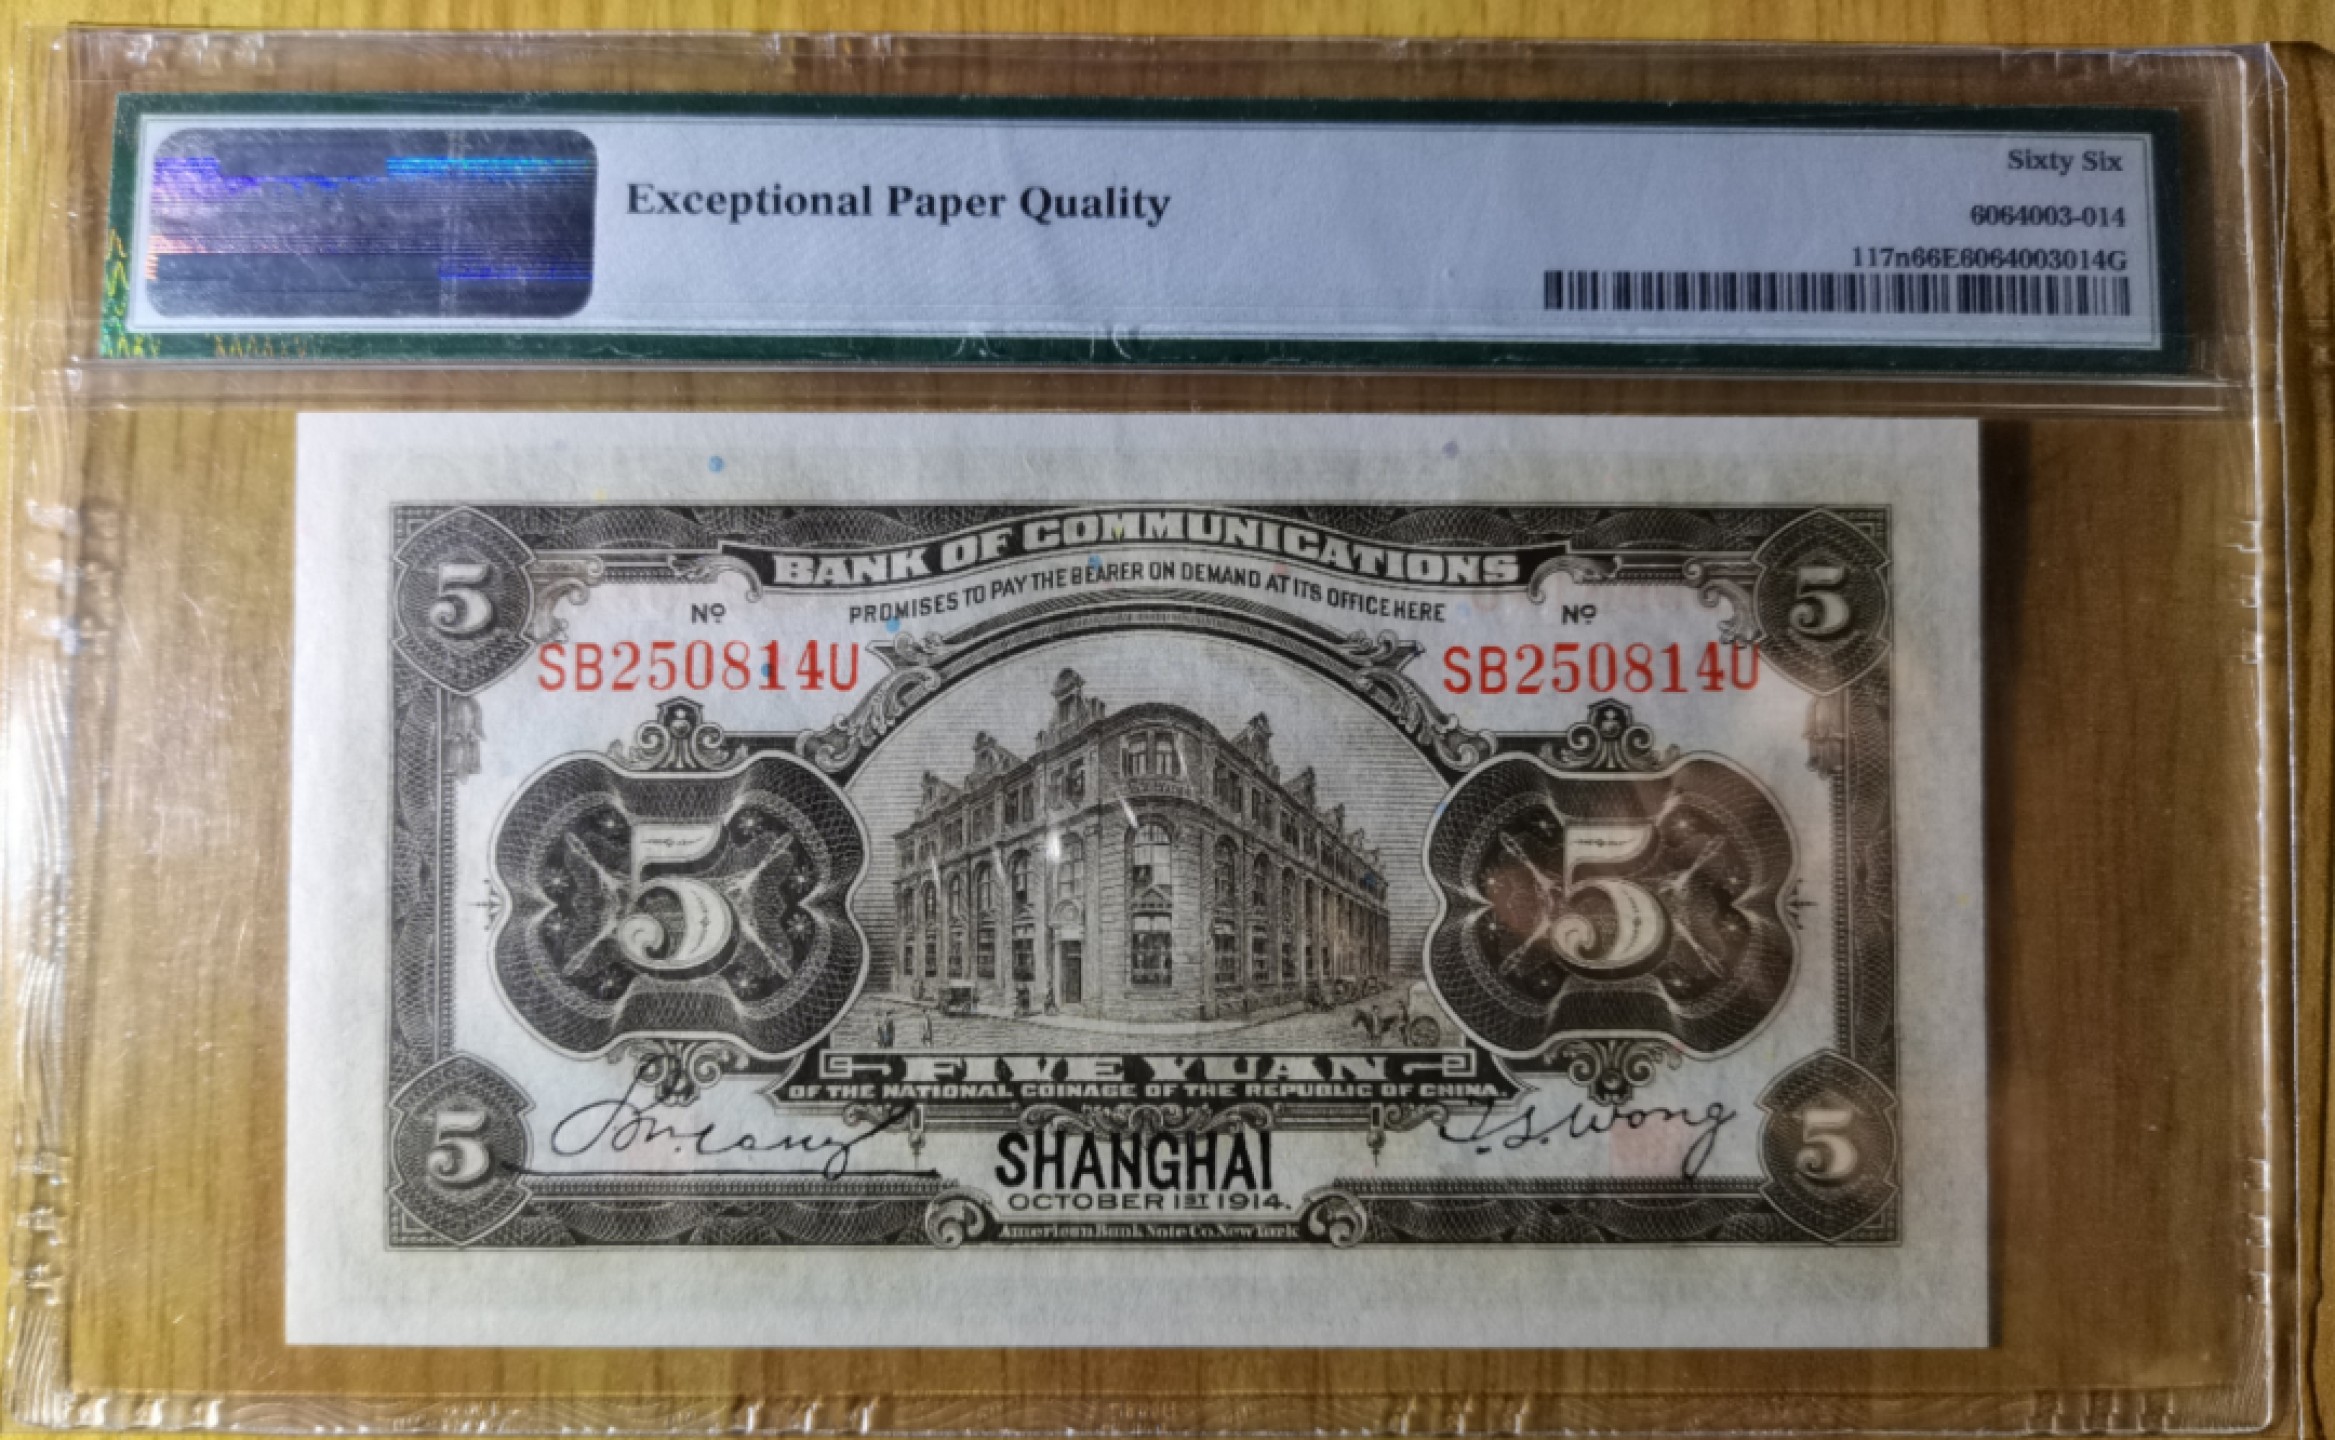 Exceptional Paper Quality
Sixty Six
6064003-014
117n66E6064003014G
BANK OF COMMUNICATIONS
PROMISES TO PAY THE BEARER ON DEMAND AT ITS OFFICE HERE
5 5
Nº Nº
SB250814U SB250814U
5 5
FIVE YUAN
OF THE NATIONAL COINAGE OF THE REPUBLIC OF CHINA.
T.S. Wong
5 5
SHANGHAI
OCTOBER 1ST 1914.
American Bank Note Co. New York